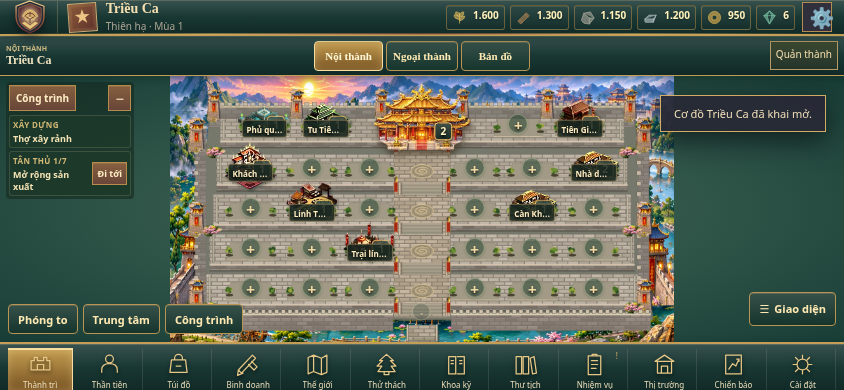 Triều Ca
Thiên hạ · Mùa 1
1.600
1.300
1.150
1.200
950
6
NỘI THÀNH
Triều Ca
Nội thành
Ngoại thành
Bản đồ
Quản thành
Công trình
–
XÂY DỰNG
Thợ xây rảnh
TÂN THỦ 1/7
Mở rộng sản xuất
Đi tới
Cơ đồ Triều Ca đã khai mở.
Phủ qu...
Tu Tiê...
2
Tiên Gi...
Khách ...
Nhà d...
Linh T...
Càn Kh...
Trại lín...
Phóng to
Trung tâm
Công trình
☰ Giao diện
Thành trì
Thần tiên
Túi đồ
Binh doanh
Thế giới
Thử thách
Khoa kỹ
Thư tịch
Nhiệm vụ
!
Thị trường
Chiến báo
Cài đặt